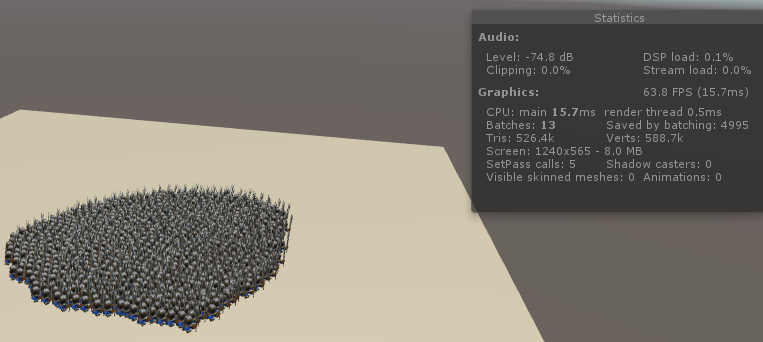 Statistics
Audio:
Level: -74.8 dB DSP load: 0.1%
Clipping: 0.0% Stream load: 0.0%
Graphics: 63.8 FPS (15.7ms)
CPU: main 15.7ms render thread 0.5ms
Batches: 13 Saved by batching: 4995
Tris: 526.4k Verts: 588.7k
Screen: 1240x565 - 8.0 MB
SetPass calls: 5 Shadow casters: 0
Visible skinned meshes: 0 Animations: 0